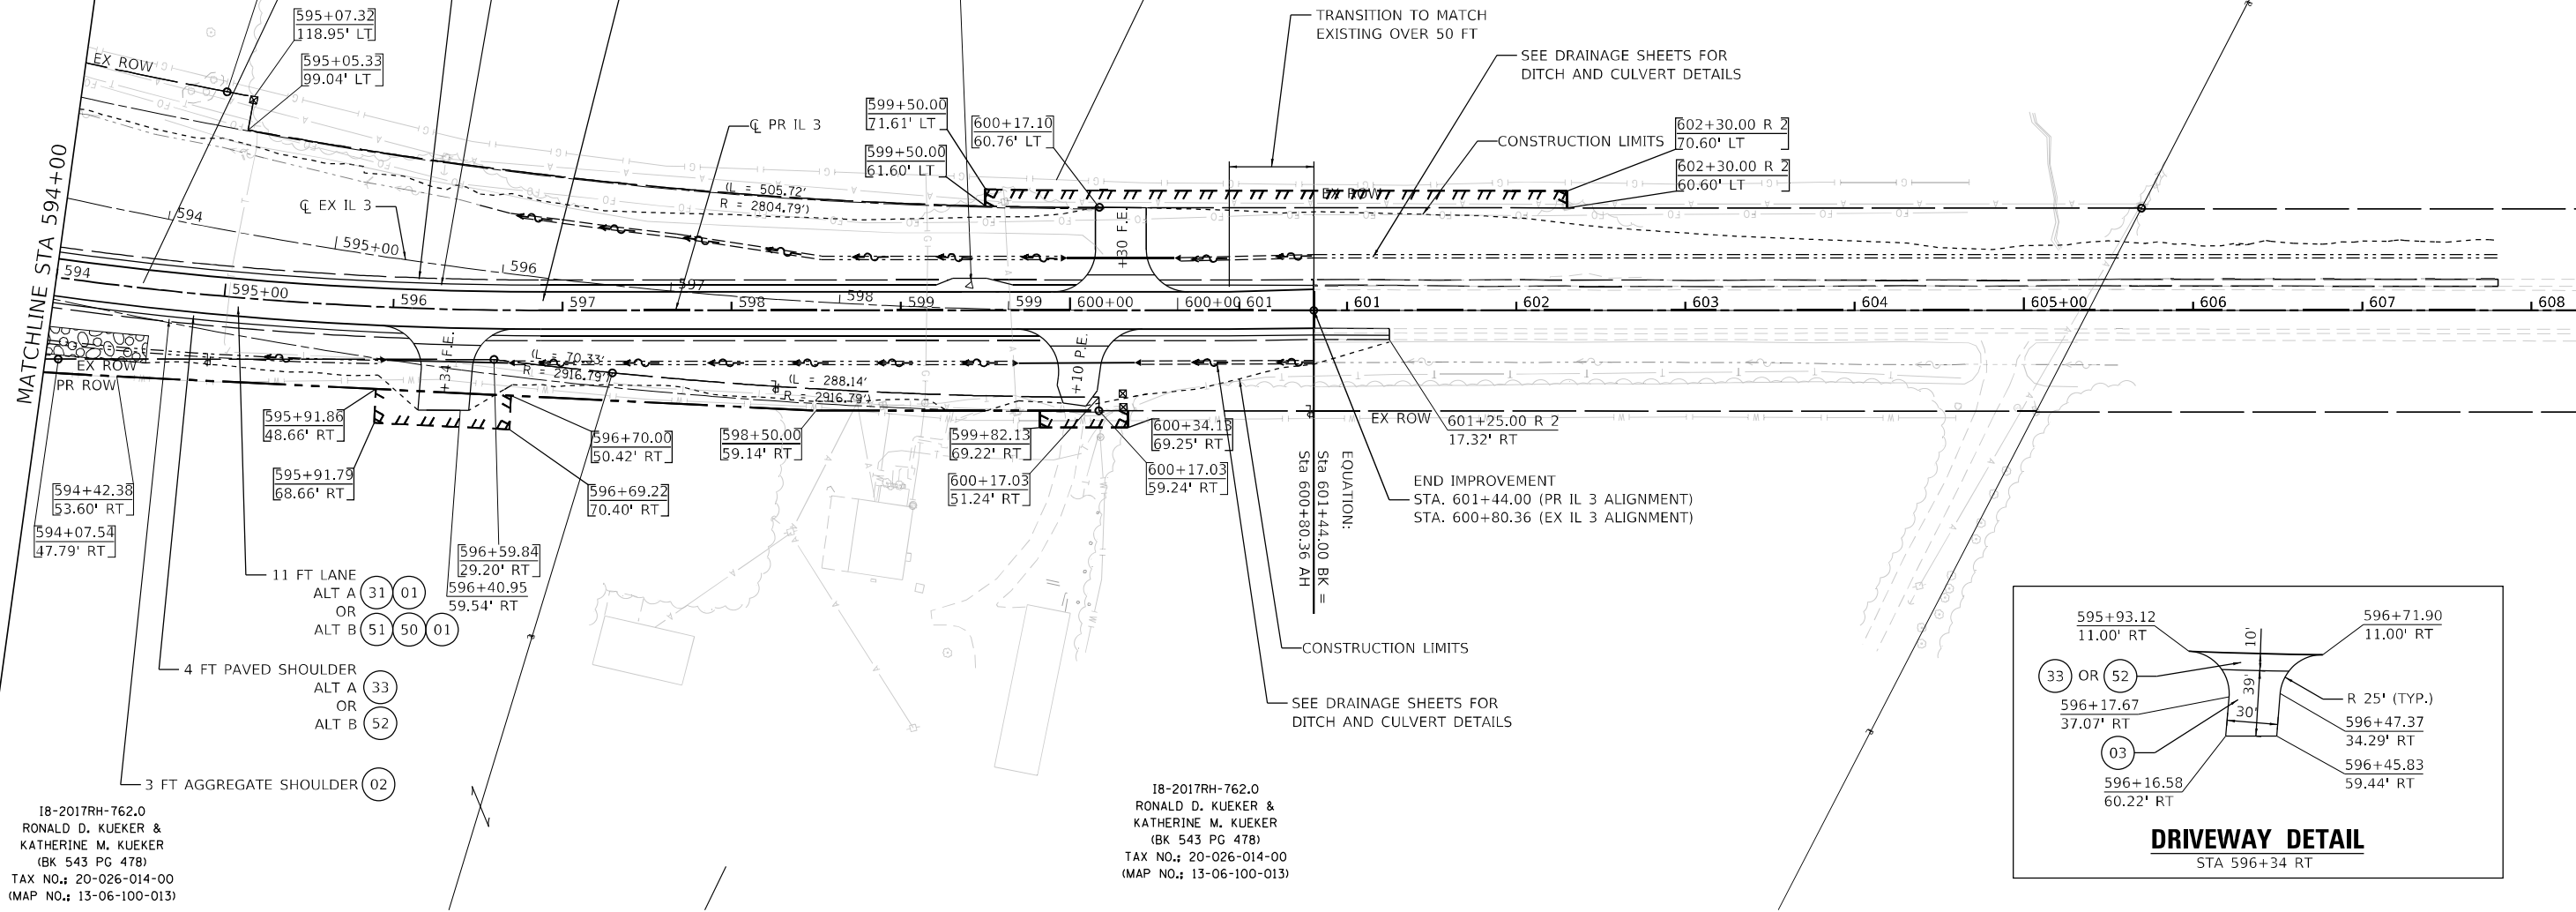 595+07.32
118.95' LT
595+05.33
99.04' LT
EX ROW
MATCHLINE STA 594+00
℄ PR IL 3
℄ EX IL 3
599+50.00
71.61' LT
599+50.00
61.60' LT
600+17.10
60.76' LT
TRANSITION TO MATCH
EXISTING OVER 50 FT
SEE DRAINAGE SHEETS FOR
DITCH AND CULVERT DETAILS
CONSTRUCTION LIMITS
602+30.00 R 2
70.60' LT
602+30.00 R 2
60.60' LT
EX ROW
(L = 505.72'
R = 2804.79')
+30 F.E.
594
595+00
596
597
598
599
600+00
601
594
595+00
596
597
598
599
600+00
601
602
603
604
605+00
606
607
608
EX ROW
PR ROW
+34 F.E.
(L = 70.33'
R = 2916.79')
(L = 288.14'
R = 2916.79')
+10 P.E.
595+91.86
48.66' RT
595+91.79
68.66' RT
594+42.38
53.60' RT
594+07.54
47.79' RT
596+70.00
50.42' RT
596+69.22
70.40' RT
596+59.84
29.20' RT
596+40.95
59.54' RT
598+50.00
59.14' RT
599+82.13
69.22' RT
600+17.03
51.24' RT
600+34.13
69.25' RT
600+17.03
59.24' RT
EX ROW
601+25.00 R 2
17.32' RT
EQUATION:
Sta 601+44.00 BK =
Sta 600+80.36 AH
END IMPROVEMENT
STA. 601+44.00 (PR IL 3 ALIGNMENT)
STA. 600+80.36 (EX IL 3 ALIGNMENT)
11 FT LANE
ALT A 31 01
OR
ALT B 51 50 01
4 FT PAVED SHOULDER
ALT A 33
OR
ALT B 52
3 FT AGGREGATE SHOULDER 02
CONSTRUCTION LIMITS
SEE DRAINAGE SHEETS FOR
DITCH AND CULVERT DETAILS
I8-2017RH-762.0
RONALD D. KUEKER &
KATHERINE M. KUEKER
(BK 543 PG 478)
TAX NO.: 20-026-014-00
(MAP NO.: 13-06-100-013)
I8-2017RH-762.0
RONALD D. KUEKER &
KATHERINE M. KUEKER
(BK 543 PG 478)
TAX NO.: 20-026-014-00
(MAP NO.: 13-06-100-013)
595+93.12
11.00' RT
596+71.90
11.00' RT
10'
33 OR 52
39'
R 25' (TYP.)
596+17.67
37.07' RT
30'
596+47.37
34.29' RT
03
596+16.58
60.22' RT
596+45.83
59.44' RT
DRIVEWAY DETAIL
STA 596+34 RT